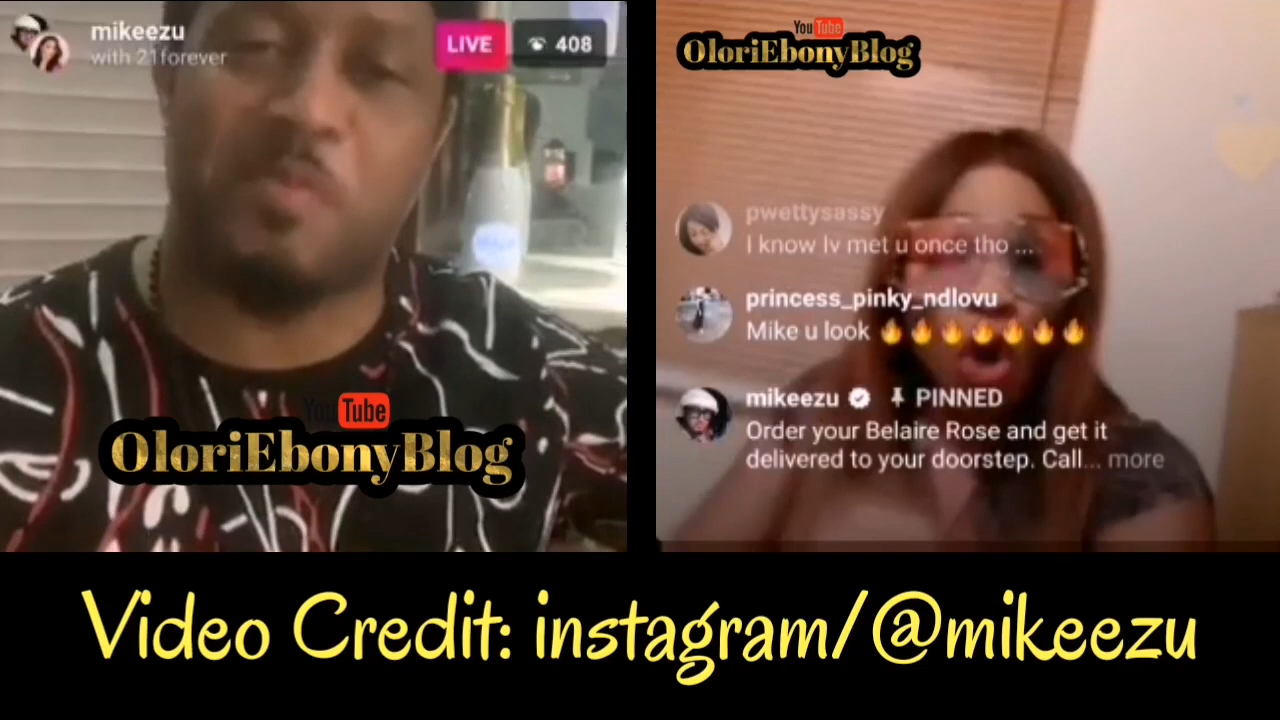 mikeezu
with 21forever
LIVE
408
YouTube
OloriEbonyBlog
YouTube
OloriEbonyBlog
pwettysassy
I know Iv met u once tho ...
princess_pinky_ndlovu
Mike u look 🔥🔥🔥🔥🔥🔥🔥
mikeezu PINNED
Order your Belaire Rose and get it
delivered to your doorstep. Call... more
Video Credit: instagram/@mikeezu